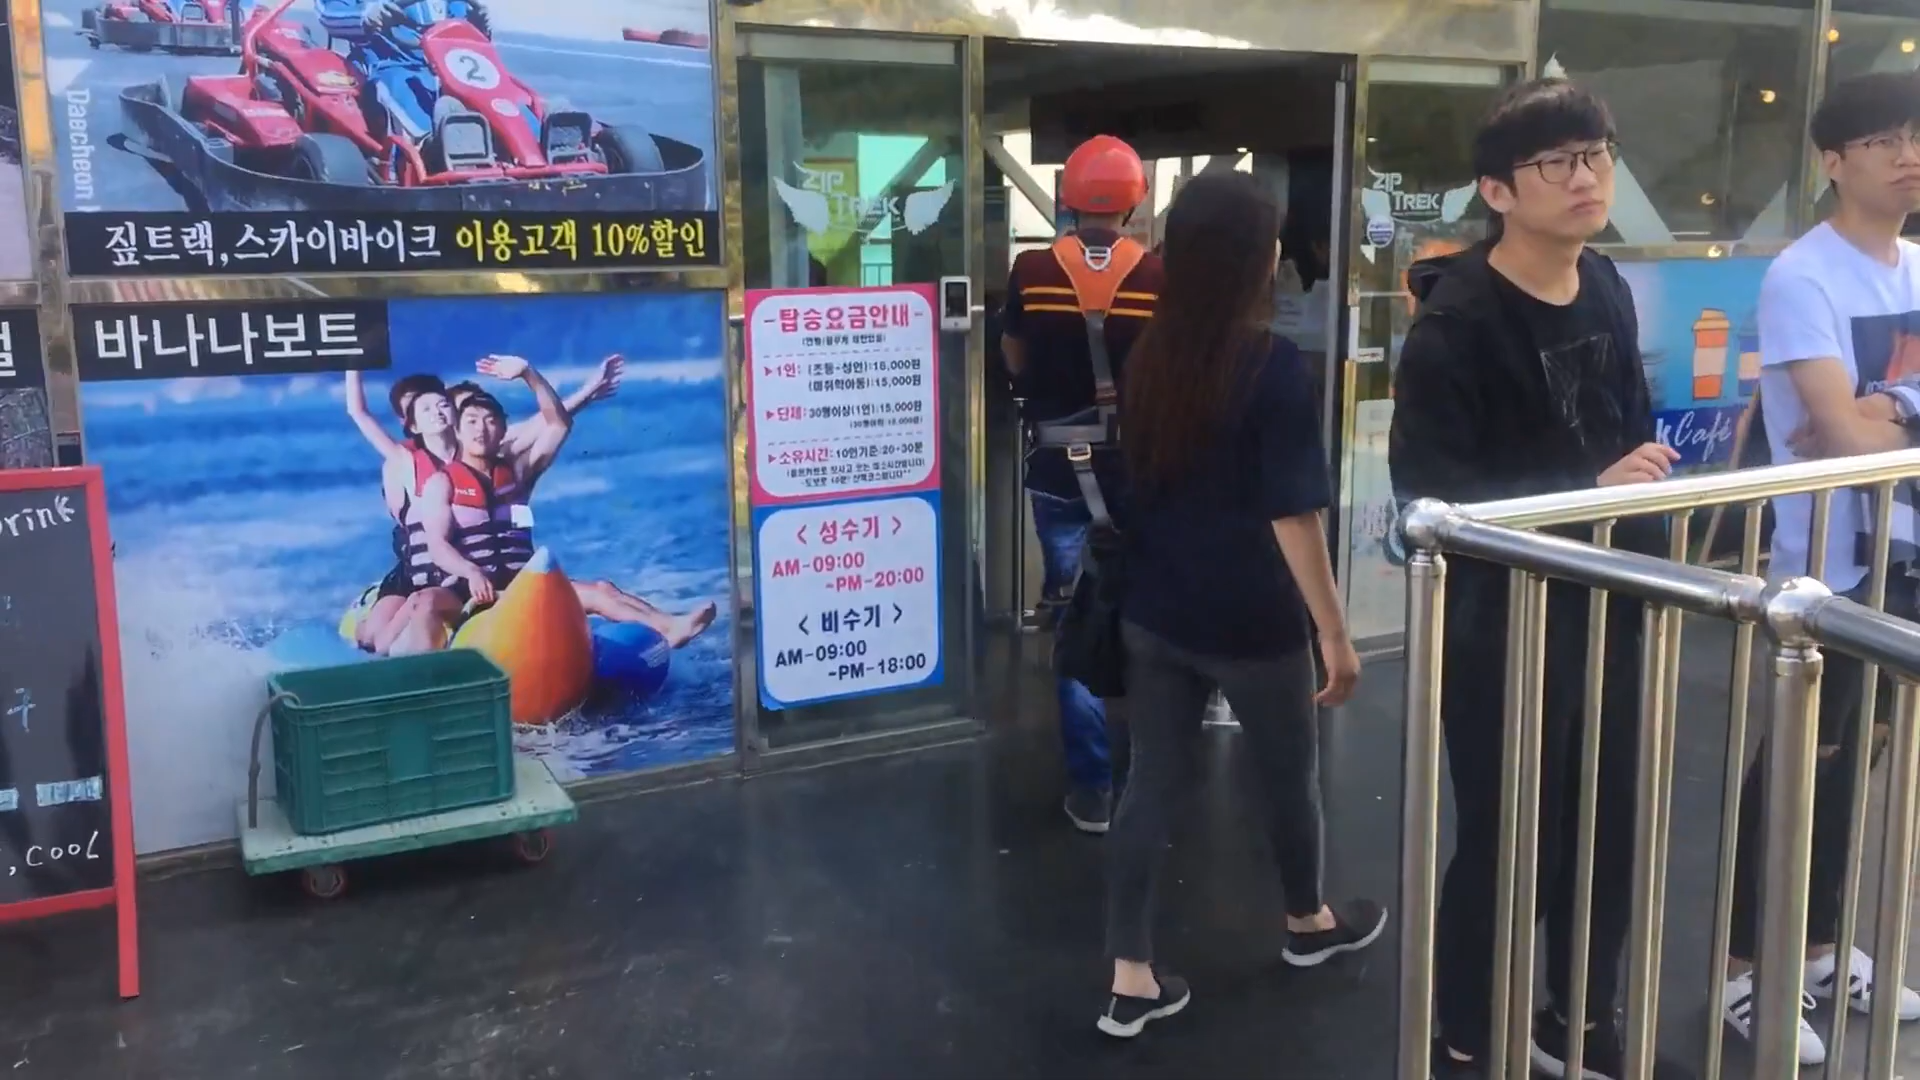 2
Daecheon
짚트랙,스카이바이크 이용고객 10%할인
바나나보트
ZIP
TREK
-탑승요금안내-
▶1인: (초등~성인):18,000원
(미취학아동):15,000원
▶단체: 30명이상(1인):15,000원
▶소요시간: 10인기준:20~30분
< 성수기 >
AM-09:00
~PM-20:00
< 비수기 >
AM-09:00
~PM-18:00
ZIP
TREK
Café
Drink
구
, COOL